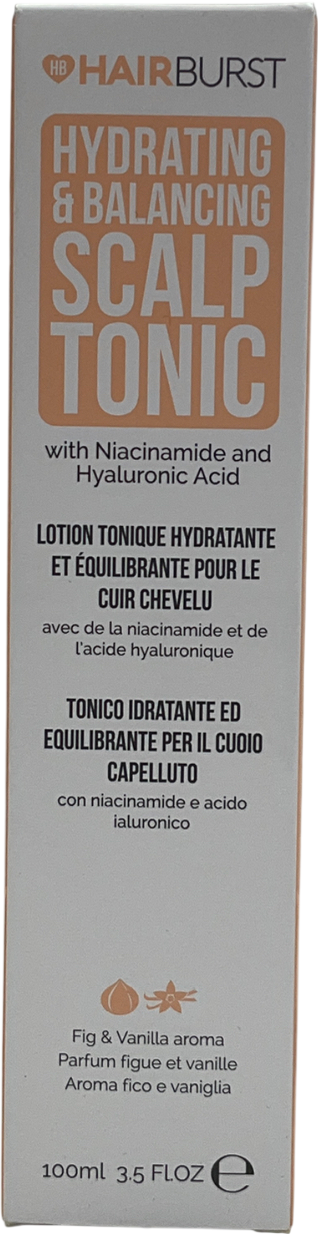 HB HAIRBURST
HYDRATING
& BALANCING
SCALP
TONIC
with Niacinamide and
Hyaluronic Acid
LOTION TONIQUE HYDRATANTE
ET ÉQUILIBRANTE POUR LE
CUIR CHEVELU
avec de la niacinamide et de
l'acide hyaluronique
TONICO IDRATANTE ED
EQUILIBRANTE PER IL CUOIO
CAPELLUTO
con niacinamide e acido
ialuronico
Fig & Vanilla aroma
Parfum figue et vanille
Aroma fico e vaniglia
100ml 3.5 Fl.OZ ℮